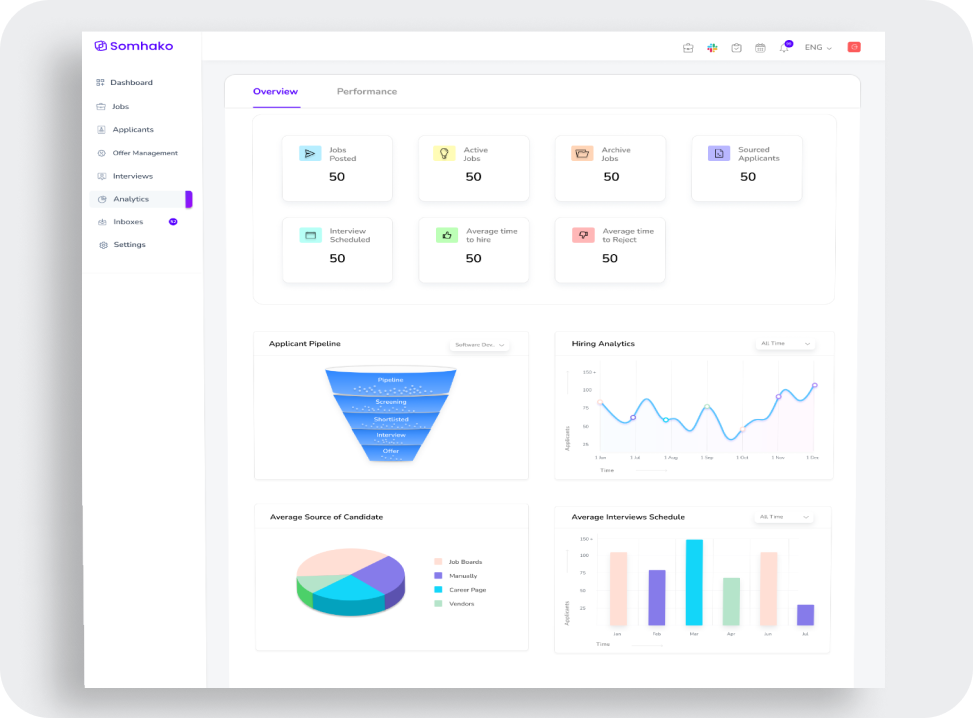 Somhako
ENG
Dashboard
Jobs
Applicants
Offer Management
Interviews
Analytics
Inboxes
Settings
Overview
Performance
Jobs
Posted
50
Active
Jobs
50
Archive
Jobs
50
Sourced
Applicants
50
Interview
Scheduled
50
Average time
to hire
50
Average time
to Reject
50
Applicant Pipeline
Software Des..
Pipeline
Screening
Shortlisted
Interview
Offer
Hiring Analytics
All Time
150 +
100
75
50
25
Applicants
1 Jan
1 Jul
1 Aug
1 Sep
1 Oct
1 Nov
1 Dec
Time
Average Source of Candidate
Job Boards
Manually
Career Page
Vendors
Average Interviews Schedule
All Time
150 +
100
75
50
25
Applicants
Jan
Feb
Mar
Apr
Jun
Jul
Time